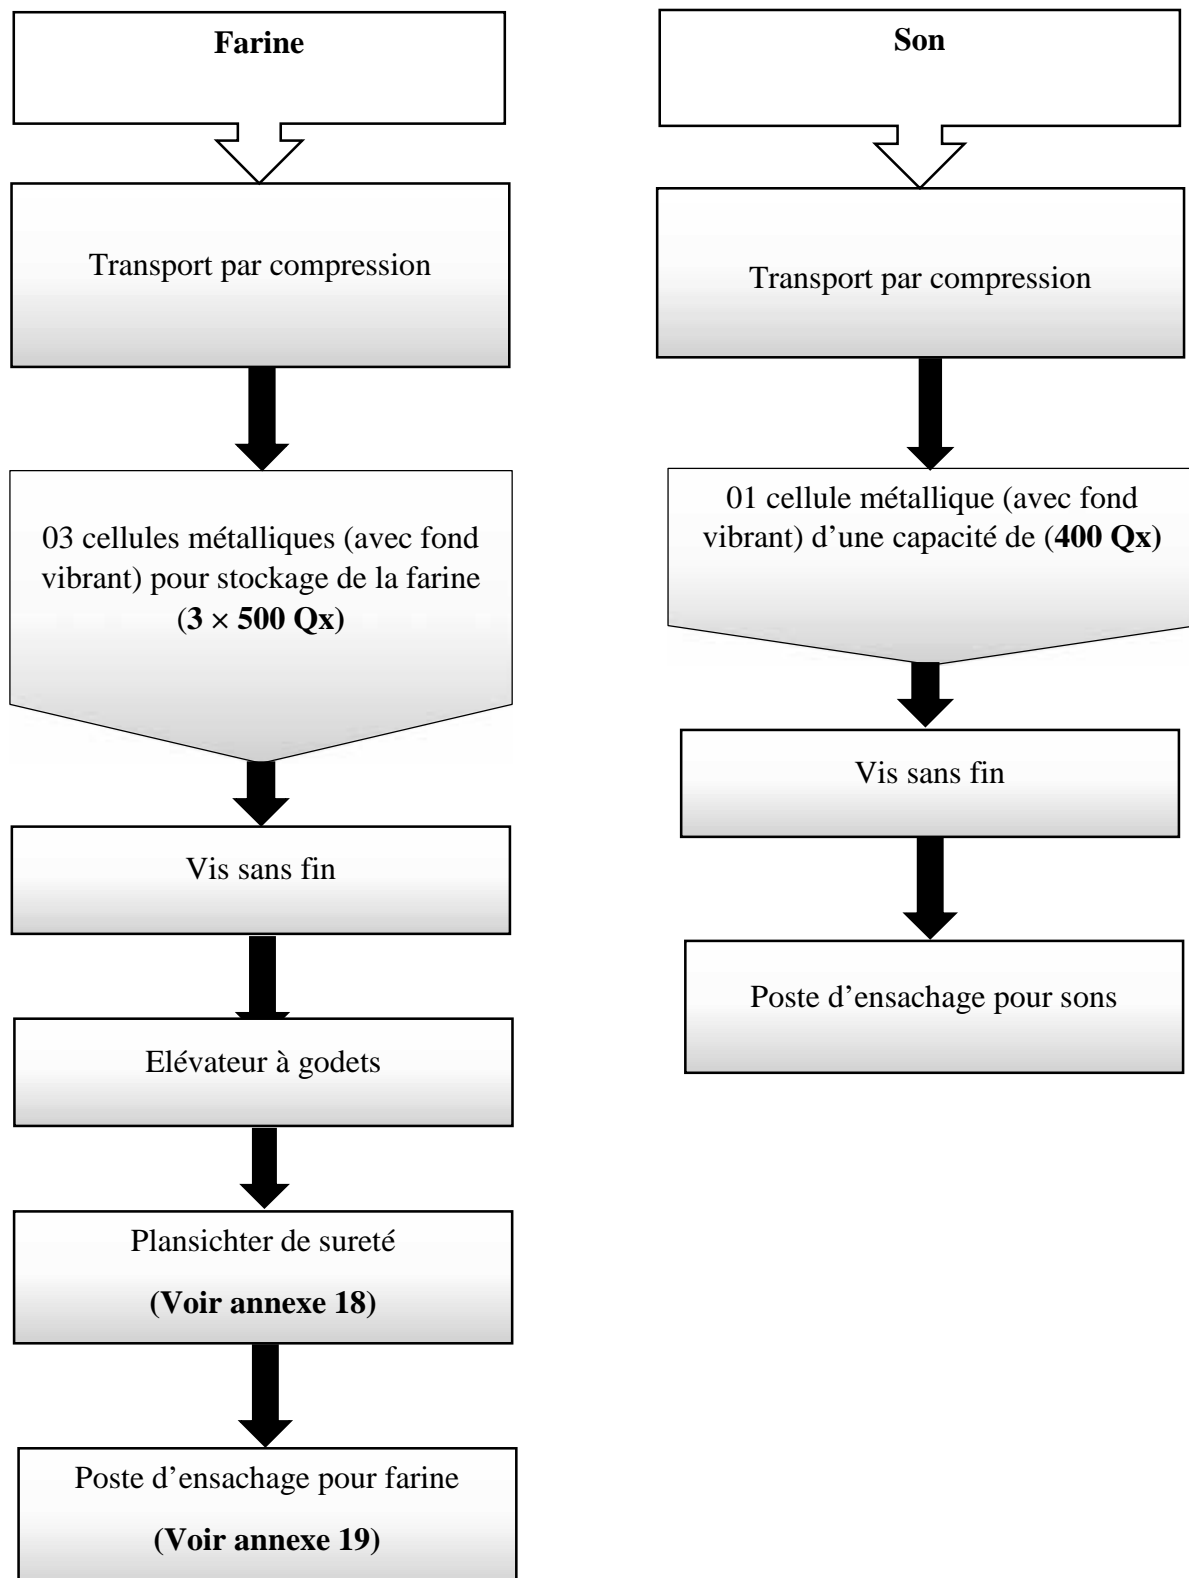 Farine
Transport par compression
03 cellules métalliques (avec fond
vibrant) pour stockage de la farine
(3 × 500 Qx)
Vis sans fin
Elévateur à godets
Plansichter de sureté
(Voir annexe 18)
Poste d’ensachage pour farine
(Voir annexe 19)
Son
Transport par compression
01 cellule métallique (avec fond
vibrant) d’une capacité de (400 Qx)
Vis sans fin
Poste d’ensachage pour sons